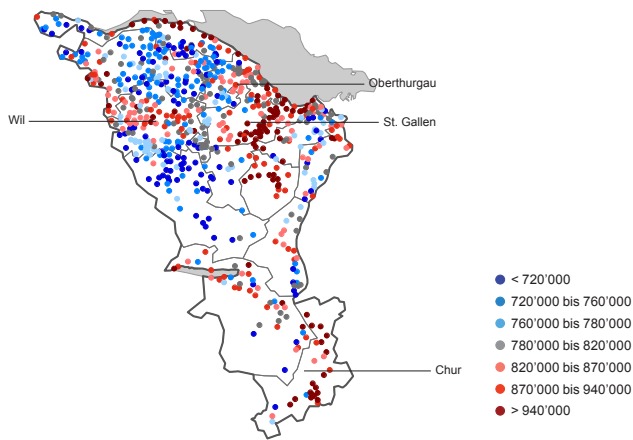 Oberthurgau
Wil
St. Gallen
< 720’000
720’000 bis 760’000
760’000 bis 780’000
780’000 bis 820’000
820’000 bis 870’000
870’000 bis 940’000
> 940’000
Chur